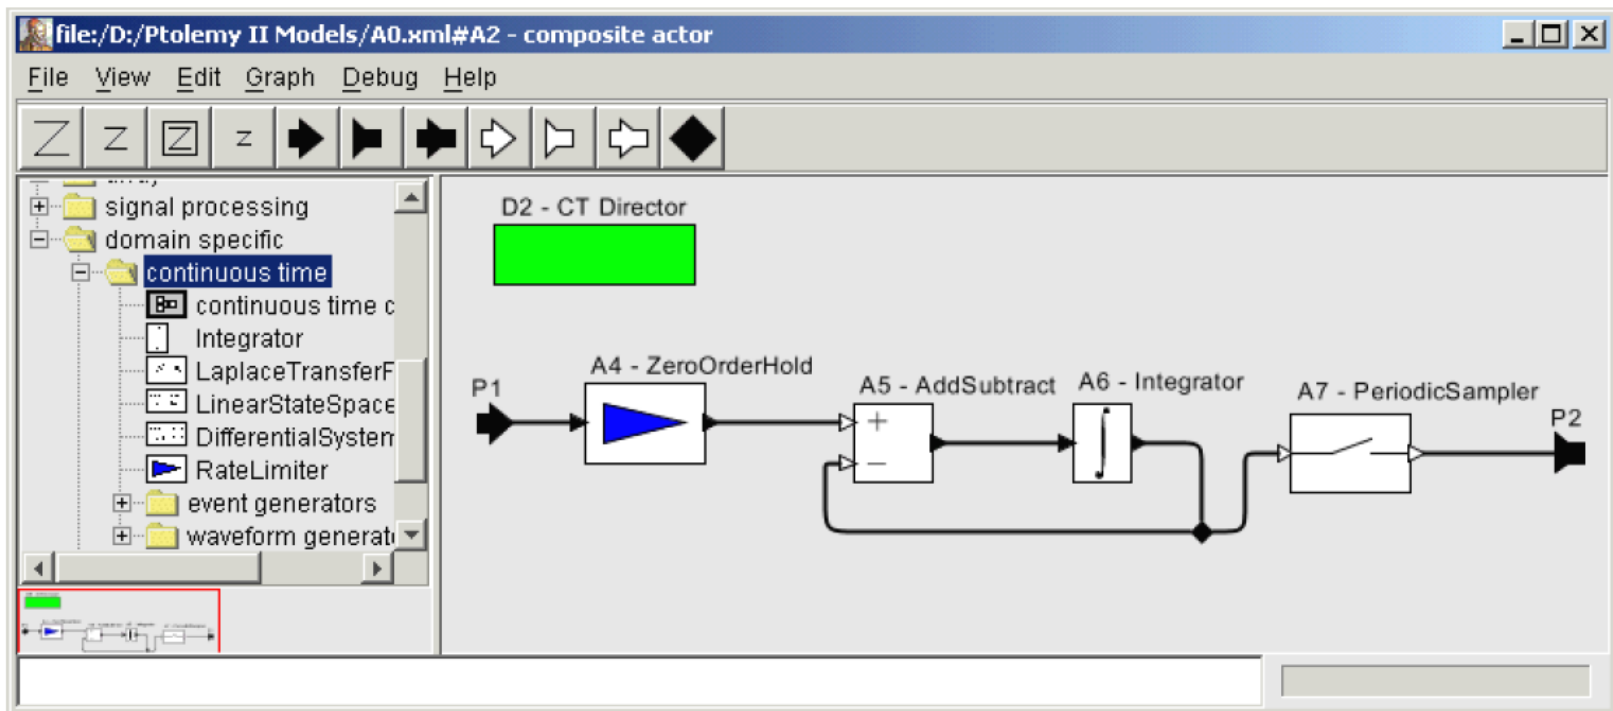 file:/D:/Ptolemy II Models/A0.xml#A2 - composite actor
File View Edit Graph Debug Help
signal processing
domain specific
continuous time
continuous time c
Integrator
LaplaceTransferF
LinearStateSpace
DifferentialSystem
RateLimiter
event generators
waveform generat
D2 - CT Director
P1
A4 - ZeroOrderHold
A5 - AddSubtract
+
−
A6 - Integrator
∫
A7 - PeriodicSampler
P2